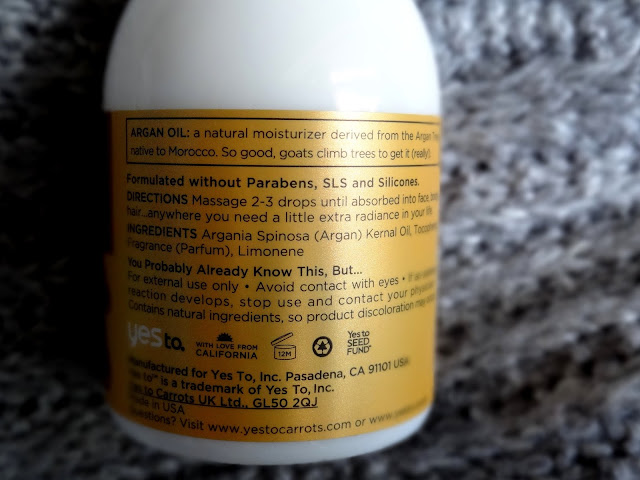 ARGAN OIL: a natural moisturizer derived from the Argan
native to Morocco. So good, goats climb trees to get it (really!)
Formulated without Parabens, SLS and Silicones.
DIRECTIONS Massage 2-3 drops until absorbed into face,
hair...anywhere you need a little extra radiance in your life.
INGREDIENTS Argania Spinosa (Argan) Kernal Oil,
Fragrance (Parfum), Limonene
You Probably Already Know This, But...
For external use only • Avoid contact with eyes • If
reaction develops, stop use and contact your
Contains natural ingredients, so product discoloration may
yes to.
WITH LOVE FROM
CALIFORNIA
12M
Yes to
SEED
FUND
Manufactured for Yes To, Inc. Pasadena, CA 91101 USA
is a trademark of Yes To, Inc.
to Carrots UK Ltd., GL50 2QJ
Made in USA
Questions? Visit www.yestocarrots.com or